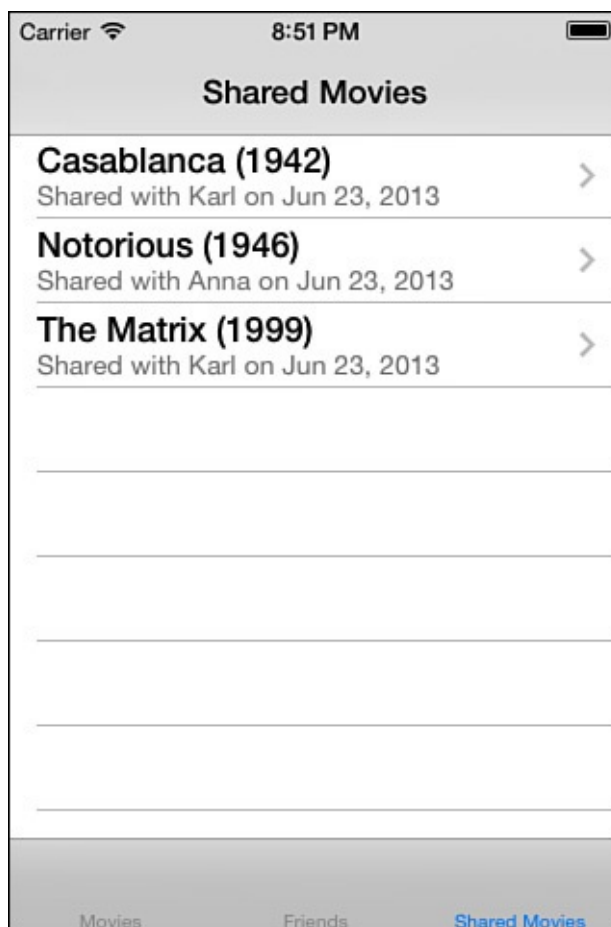 Carrier 8:51 PM
Shared Movies
Casablanca (1942)
Shared with Karl on Jun 23, 2013
Notorious (1946)
Shared with Anna on Jun 23, 2013
The Matrix (1999)
Shared with Karl on Jun 23, 2013
Movies Friends Shared Movies